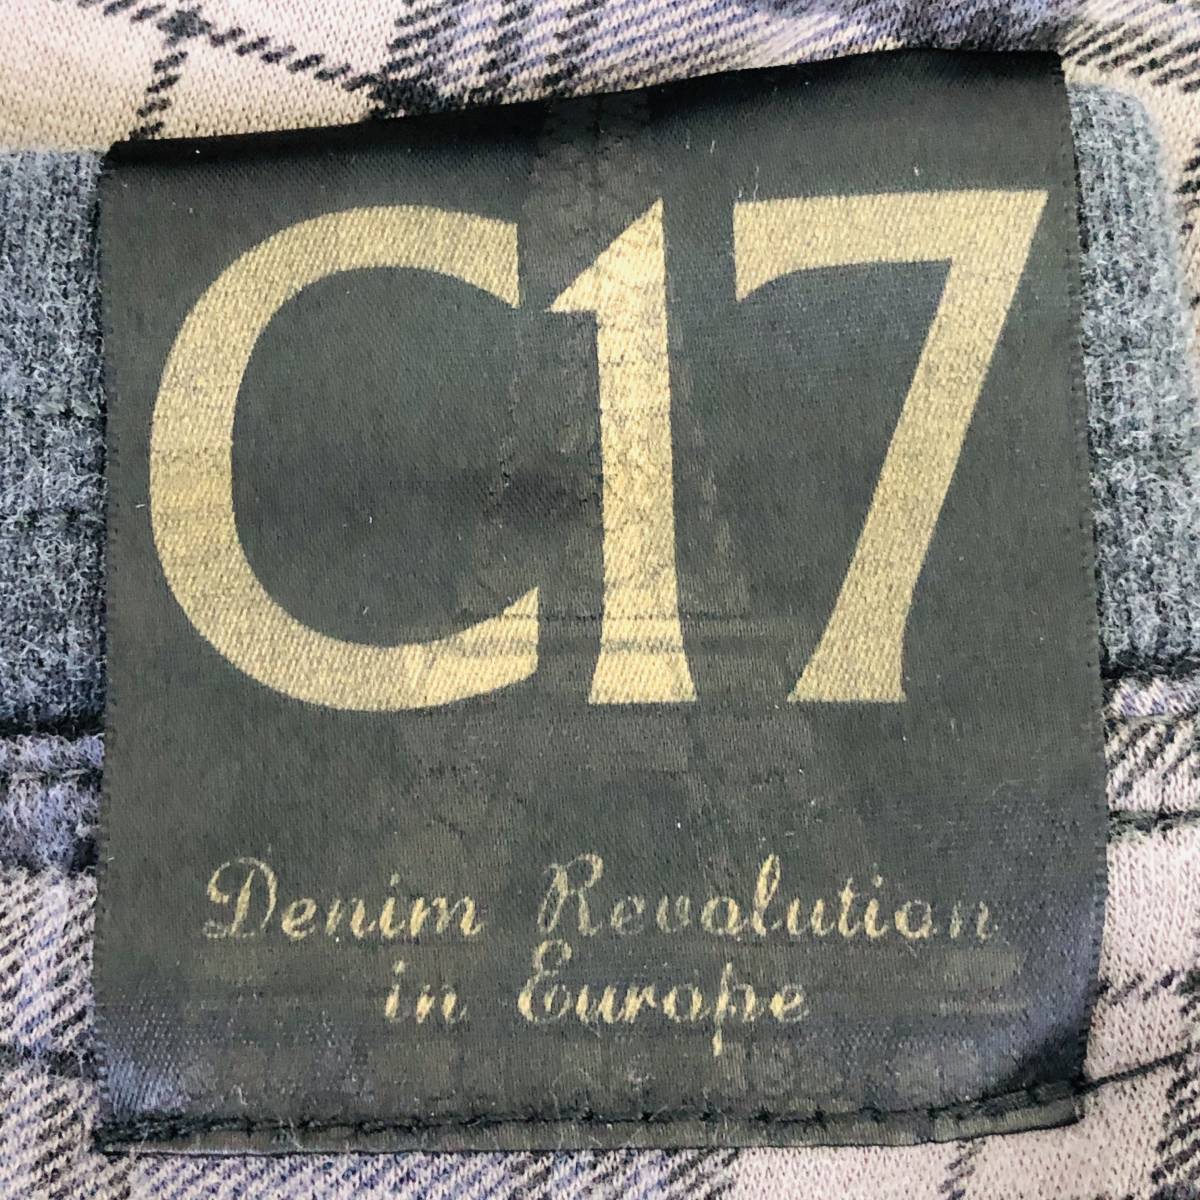 C17
Denim Revolution
in Europe